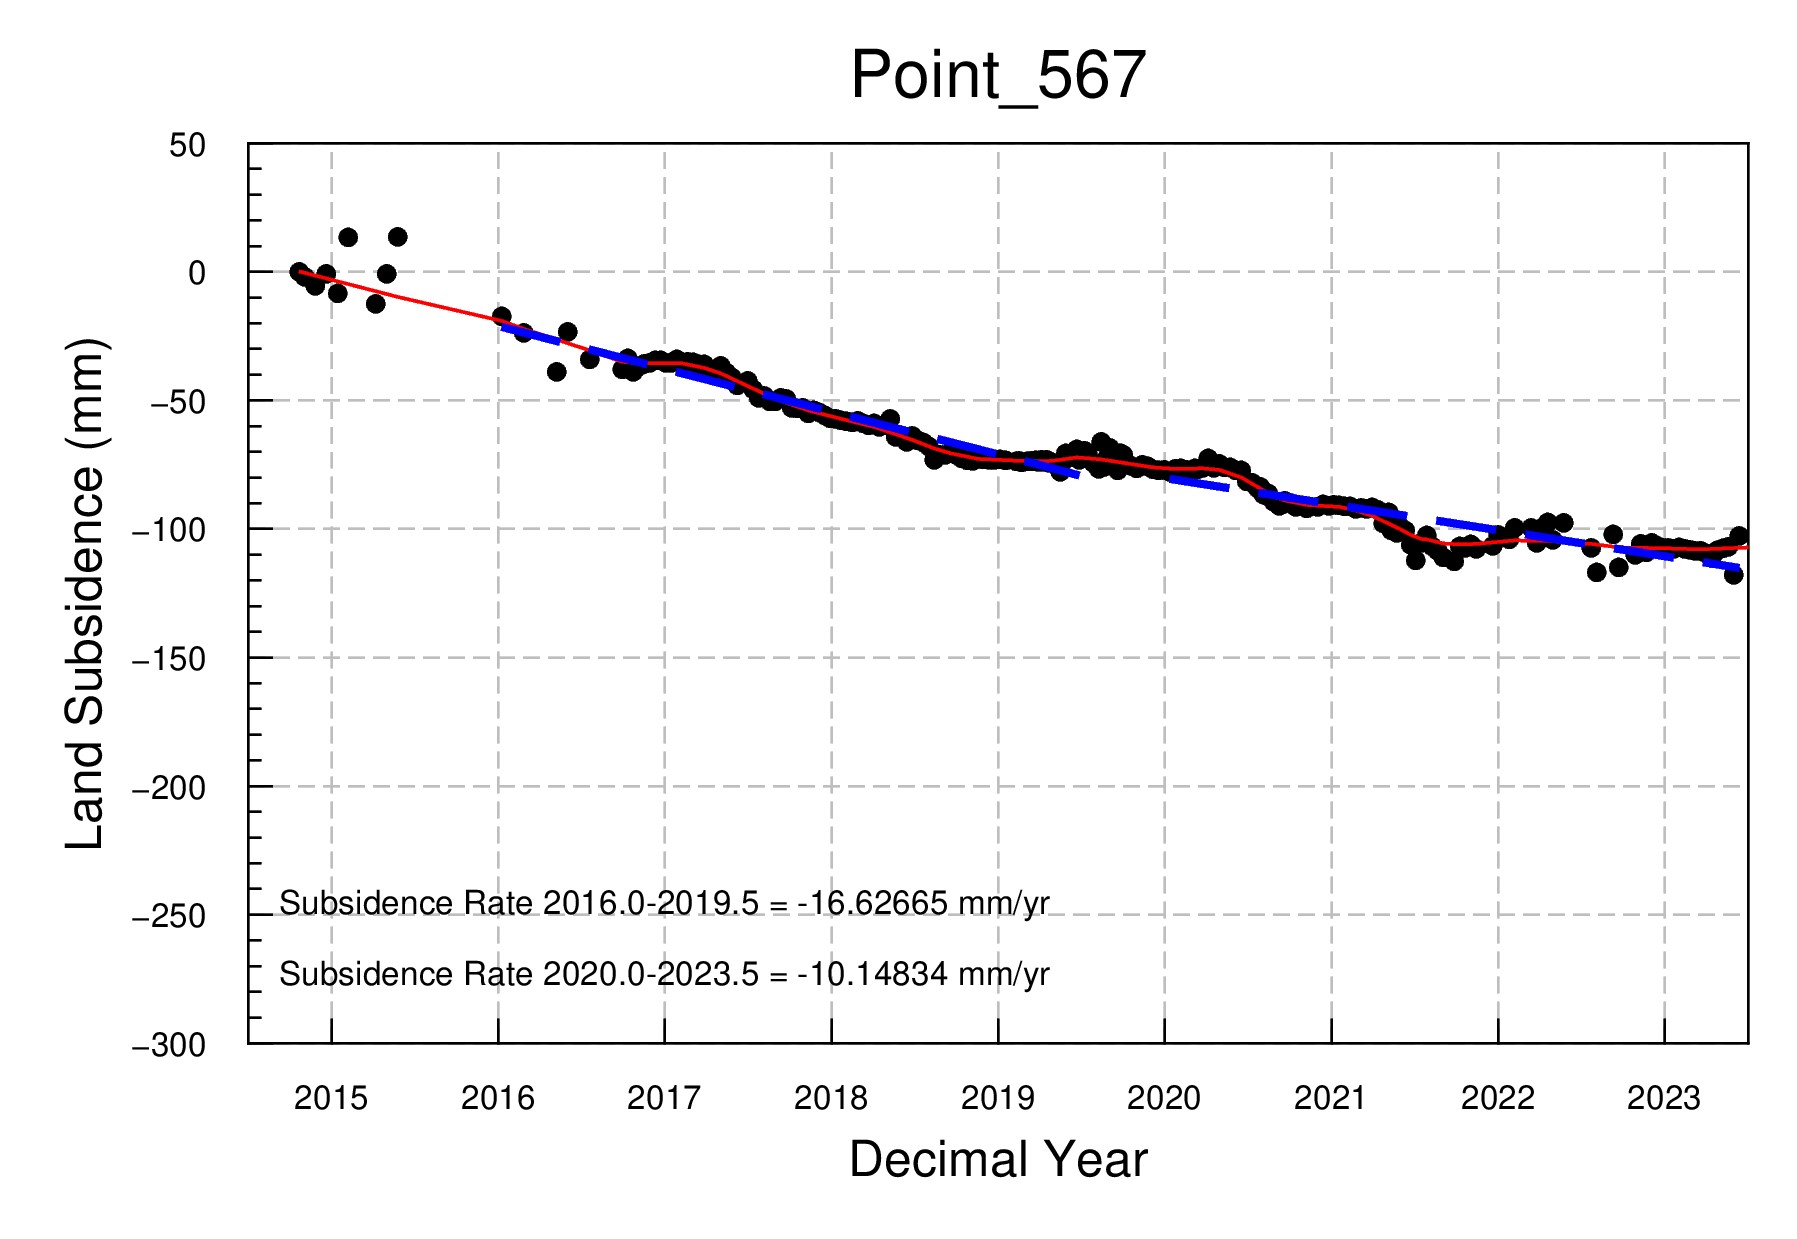 Point_567
50
0
−50
−100
−150
−200
−250
−300
Land Subsidence (mm)
Subsidence Rate 2016.0-2019.5 = -16.62665 mm/yr
Subsidence Rate 2020.0-2023.5 = -10.14834 mm/yr
2015 2016 2017 2018 2019 2020 2021 2022 2023
Decimal Year